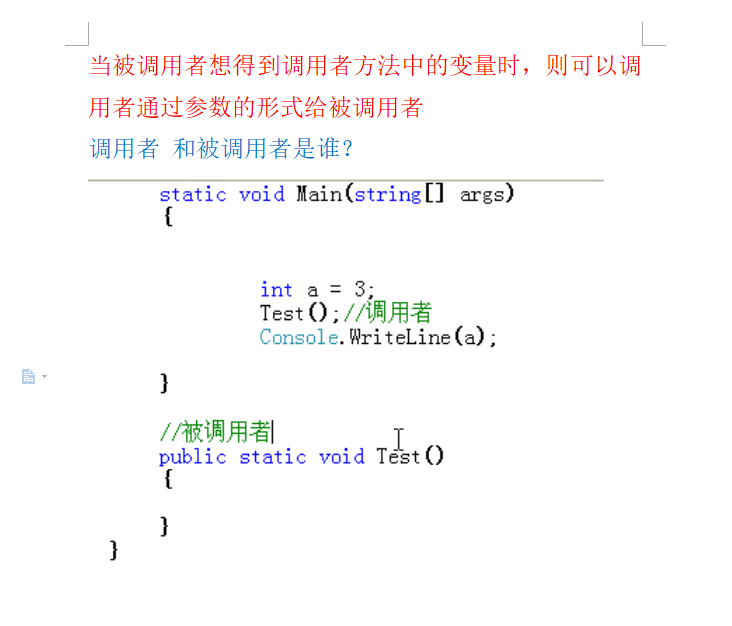 当被调用者想得到调用者方法中的变量时，则可以调
用者通过参数的形式给被调用者
调用者 和被调用者是谁？
static void Main(string[] args)
{
int a = 3;
Test();//调用者
Console.WriteLine(a);
}
//被调用者
public static void Test()
{
}
}